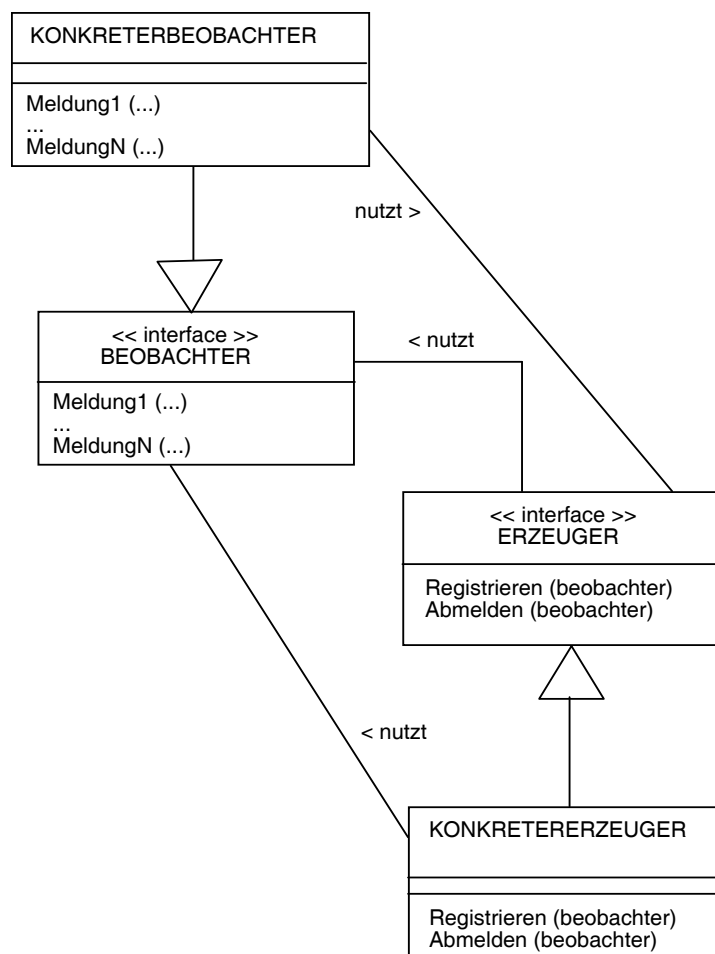 KONKRETERBEOBACHTER
Meldung1 (...)
...
MeldungN (...)
nutzt >
<< interface >>
BEOBACHTER
Meldung1 (...)
...
MeldungN (...)
< nutzt
<< interface >>
ERZEUGER
Registrieren (beobachter)
Abmelden (beobachter)
< nutzt
KONKRETERERZEUGER
Registrieren (beobachter)
Abmelden (beobachter)